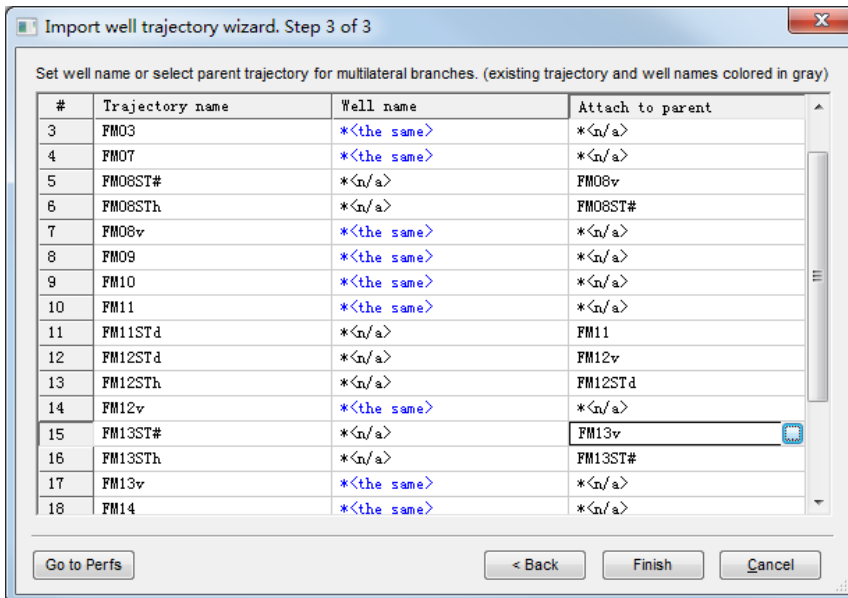 Import well trajectory wizard. Step 3 of 3
Set well name or select parent trajectory for multilateral branches. (existing trajectory and well names colored in gray)
# Trajectory name Well name Attach to parent
3 FM03 *<the same> *<n/a>
4 FM07 *<the same> *<n/a>
5 FM08ST# *<n/a> FM08v
6 FM08STh *<n/a> FM08ST#
7 FM08v *<the same> *<n/a>
8 FM09 *<the same> *<n/a>
9 FM10 *<the same> *<n/a>
10 FM11 *<the same> *<n/a>
11 FM11STd *<n/a> FM11
12 FM12STd *<n/a> FM12v
13 FM12STh *<n/a> FM12STd
14 FM12v *<the same> *<n/a>
15 FM13ST# *<n/a> FM13v
16 FM13STh *<n/a> FM13ST#
17 FM13v *<the same> *<n/a>
18 FM14 *<the same> *<n/a>
Go to Perfs < Back Finish Cancel